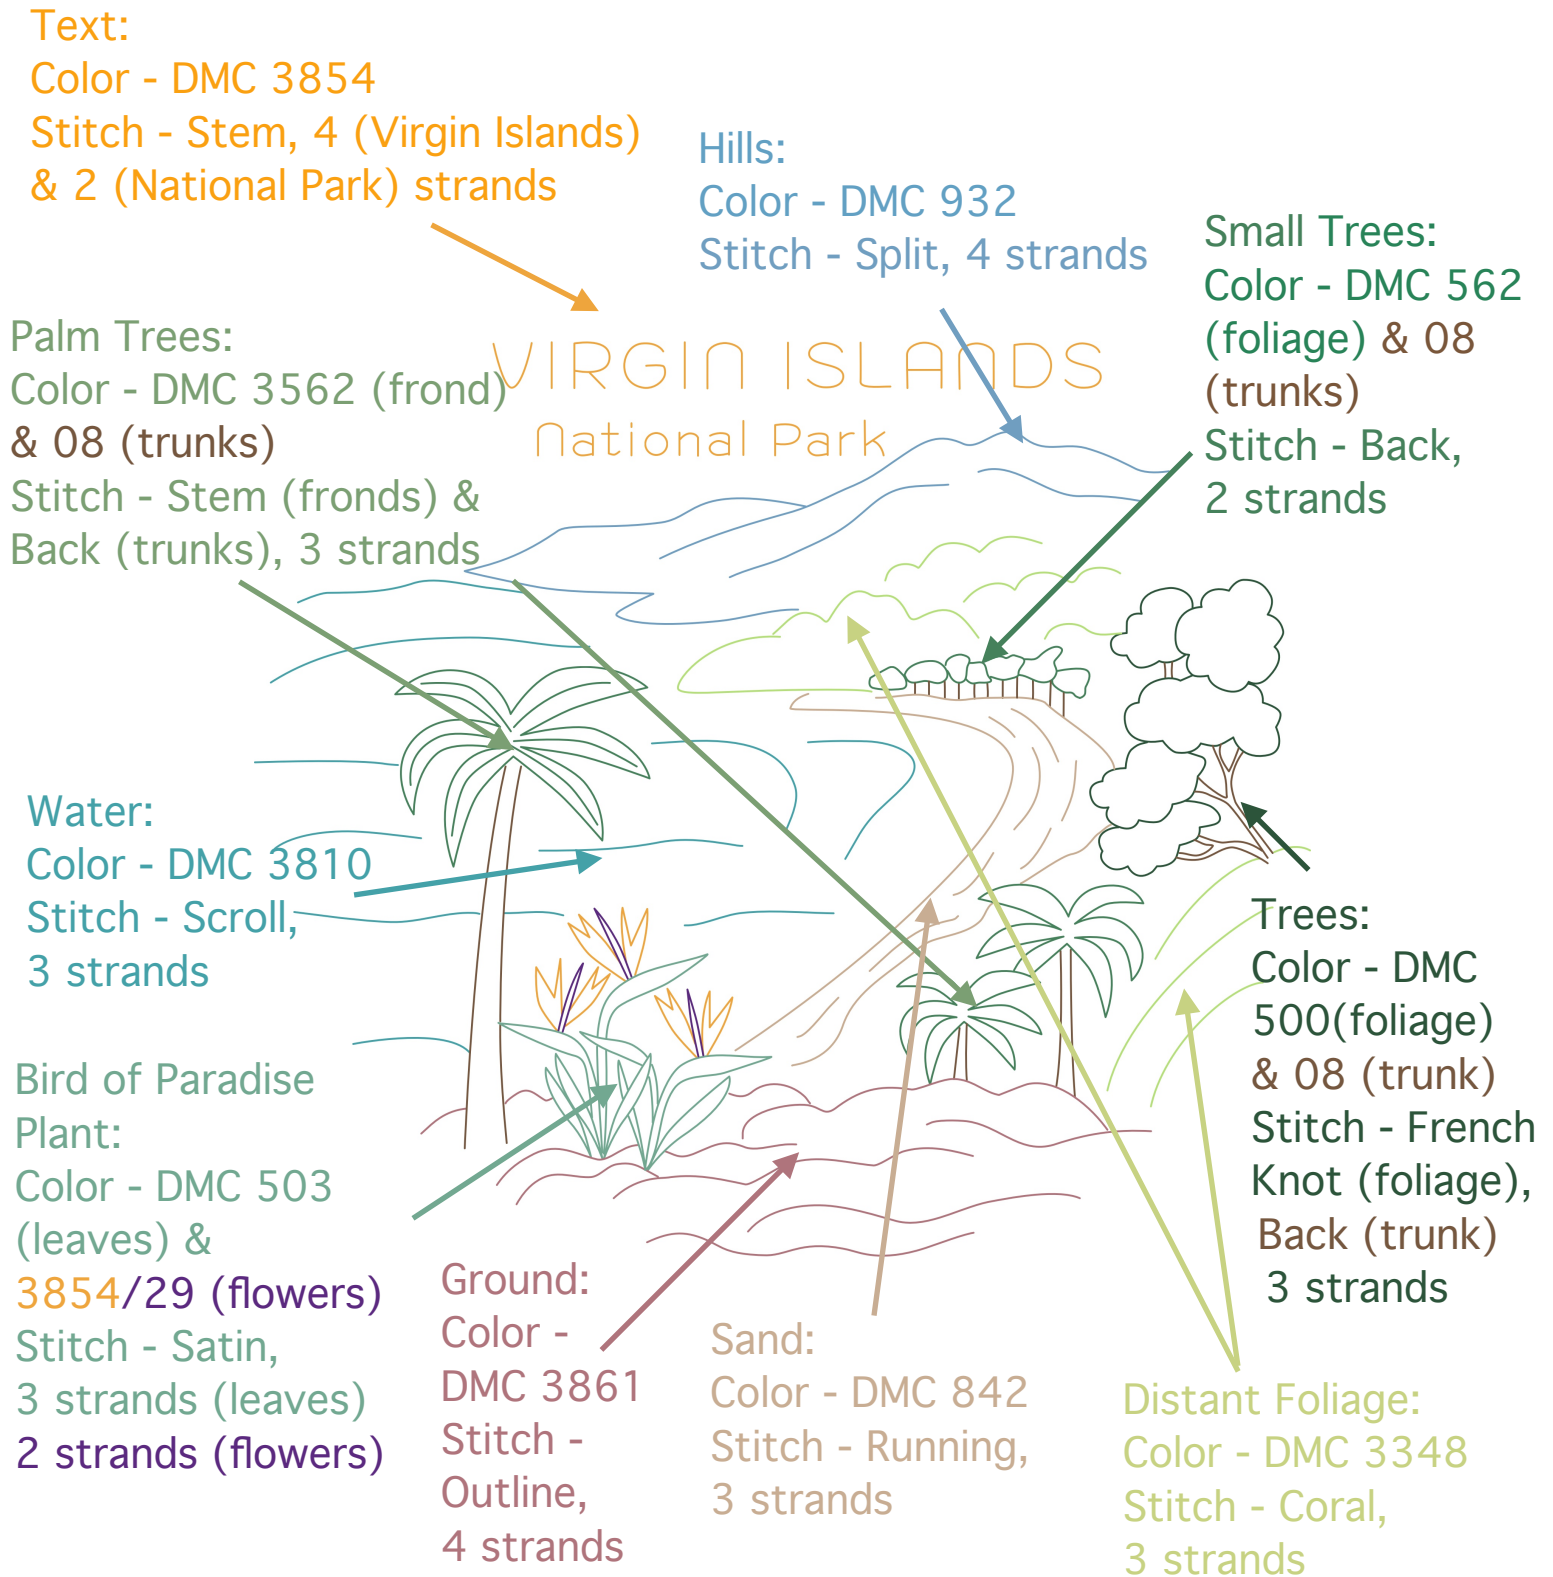 Text:
Color - DMC 3854
Stitch - Stem, 4 (Virgin Islands)
& 2 (National Park) strands
Hills:
Color - DMC 932
Stitch - Split, 4 strands
Small Trees:
Color - DMC 562
(foliage) & 08
(trunks)
Stitch - Back,
2 strands
Palm Trees:
Color - DMC 3562 (frond)
& 08 (trunks)
Stitch - Stem (fronds) &
Back (trunks), 3 strands
VIRGIN ISLANDS
National Park
Water:
Color - DMC 3810
Stitch - Scroll,
3 strands
Trees:
Color - DMC
500(foliage)
& 08 (trunk)
Stitch - French
Knot (foliage),
Back (trunk)
3 strands
Bird of Paradise
Plant:
Color - DMC 503
(leaves) &
3854/29 (flowers)
Stitch - Satin,
3 strands (leaves)
2 strands (flowers)
Ground:
Color -
DMC 3861
Stitch -
Outline,
4 strands
Sand:
Color - DMC 842
Stitch - Running,
3 strands
Distant Foliage:
Color - DMC 3348
Stitch - Coral,
3 strands